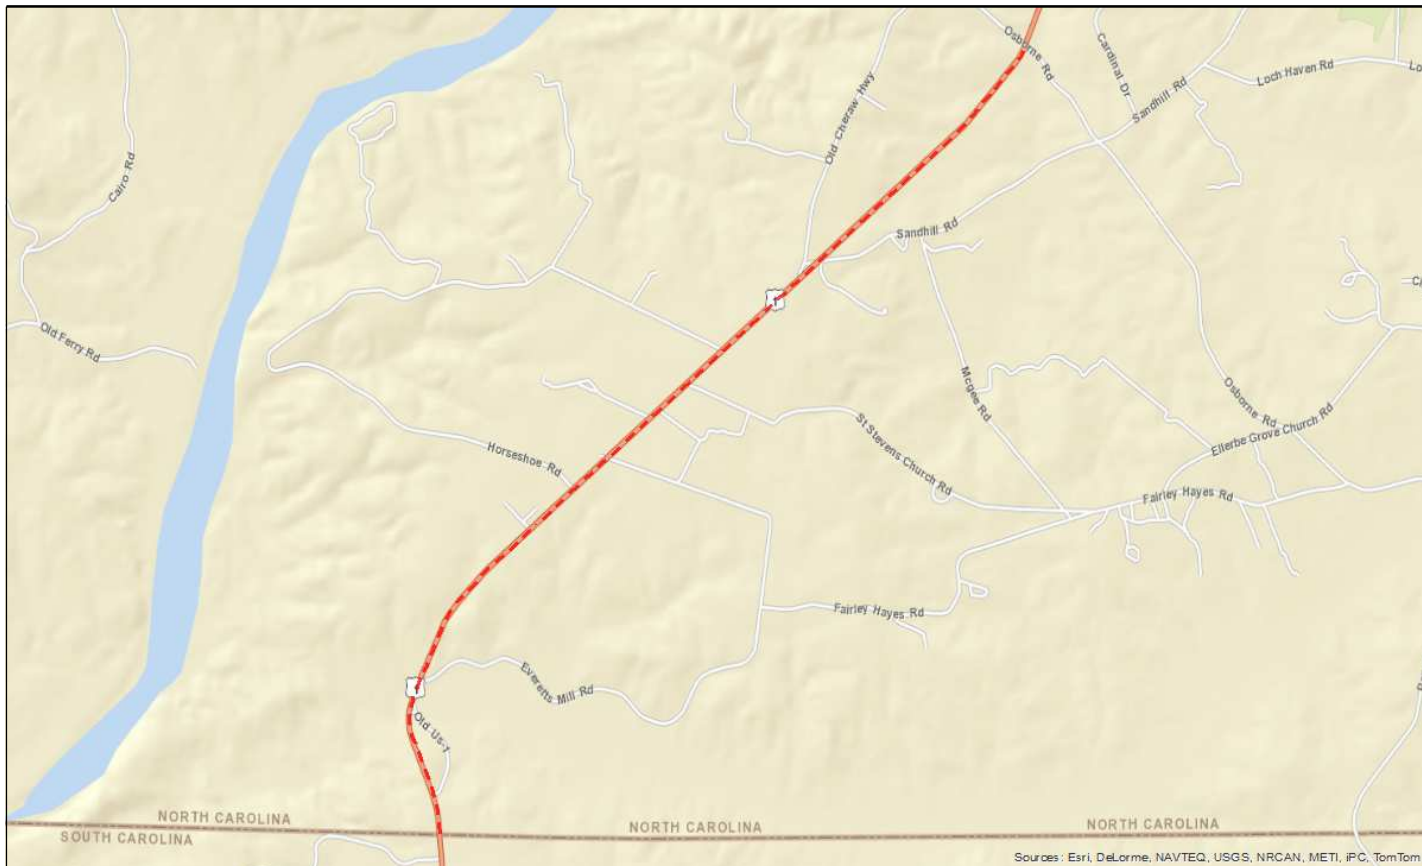 Osborne Rd
Cardinal Dr
Sandhill Rd
Loch Haven Rd
Lo
Old Cheraw Hwy
Cairo Rd
Sandhill Rd
Old Ferry Rd
1
Mcgee Rd
Osborne Rd
Ellerbe Grove Church Rd
St Stevens Church Rd
Horseshoe Rd
Fairley Hayes Rd
Fairley Hayes Rd
Everetts Mill Rd
Old Us-1
NORTH CAROLINA
NORTH CAROLINA
NORTH CAROLINA
SOUTH CAROLINA
Sources: Esri, DeLorme, NAVTEQ, USGS, NRCAN, METI, iPC, TomTom